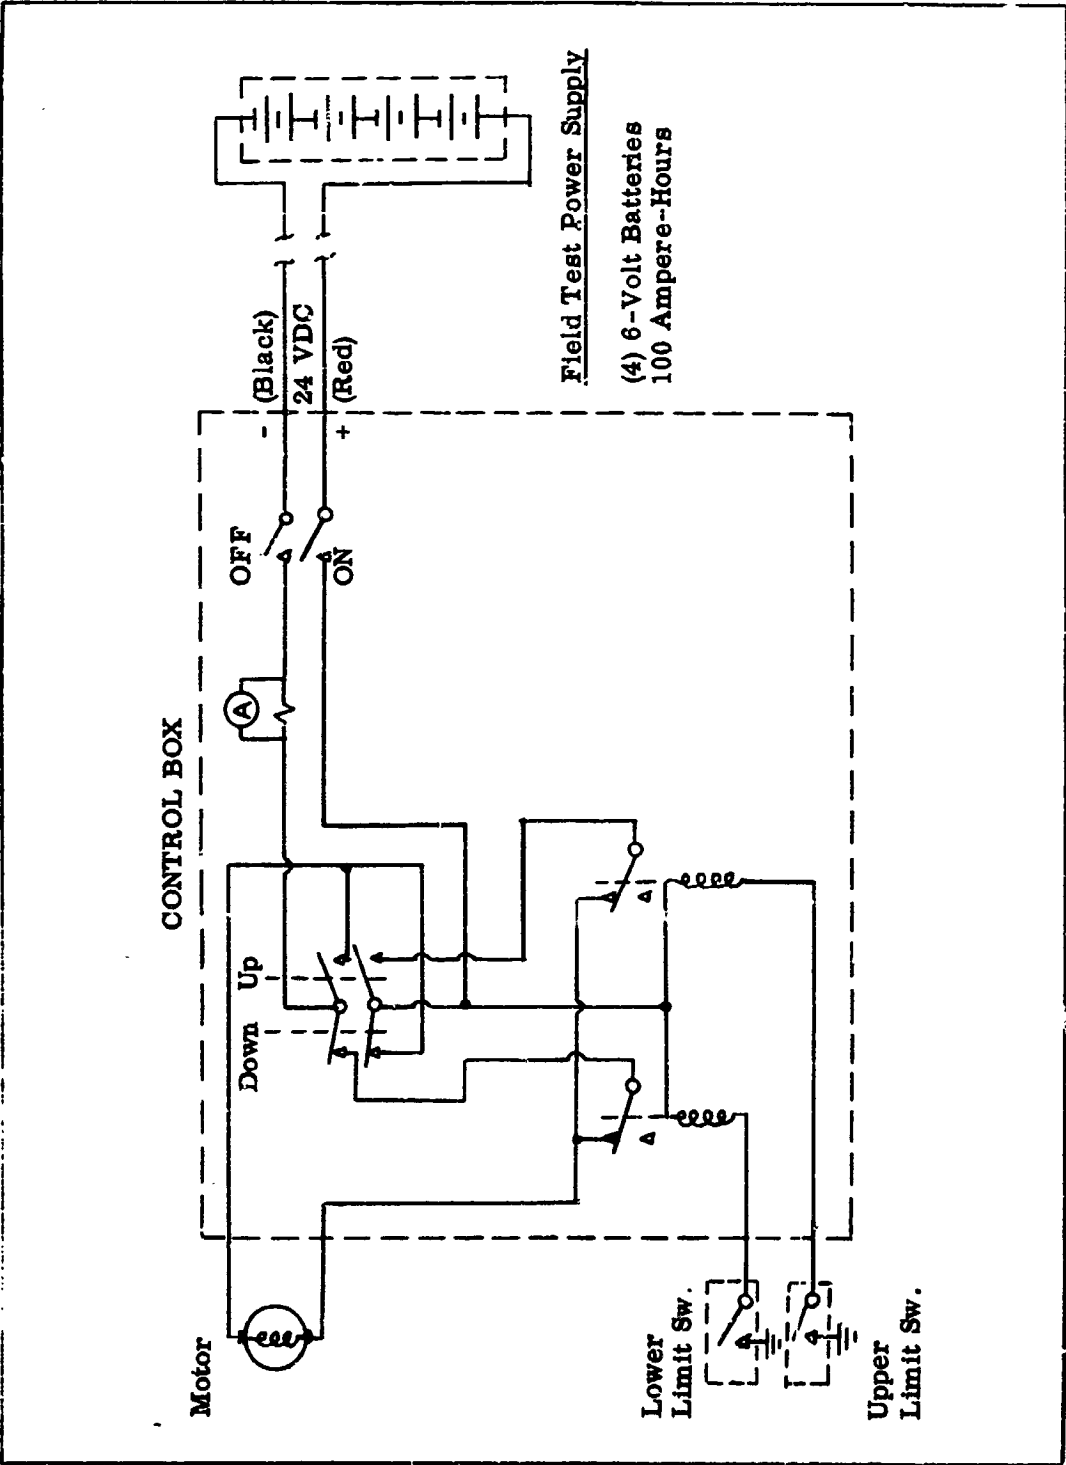 CONTROL BOX
Motor
Down
Up
A
OFF
ON
-
+
(Black)
24 VDC
(Red)
Field Test Power Supply
(4) 6-Volt Batteries
100 Ampere-Hours
Lower
Limit Sw.
Upper
Limit Sw.